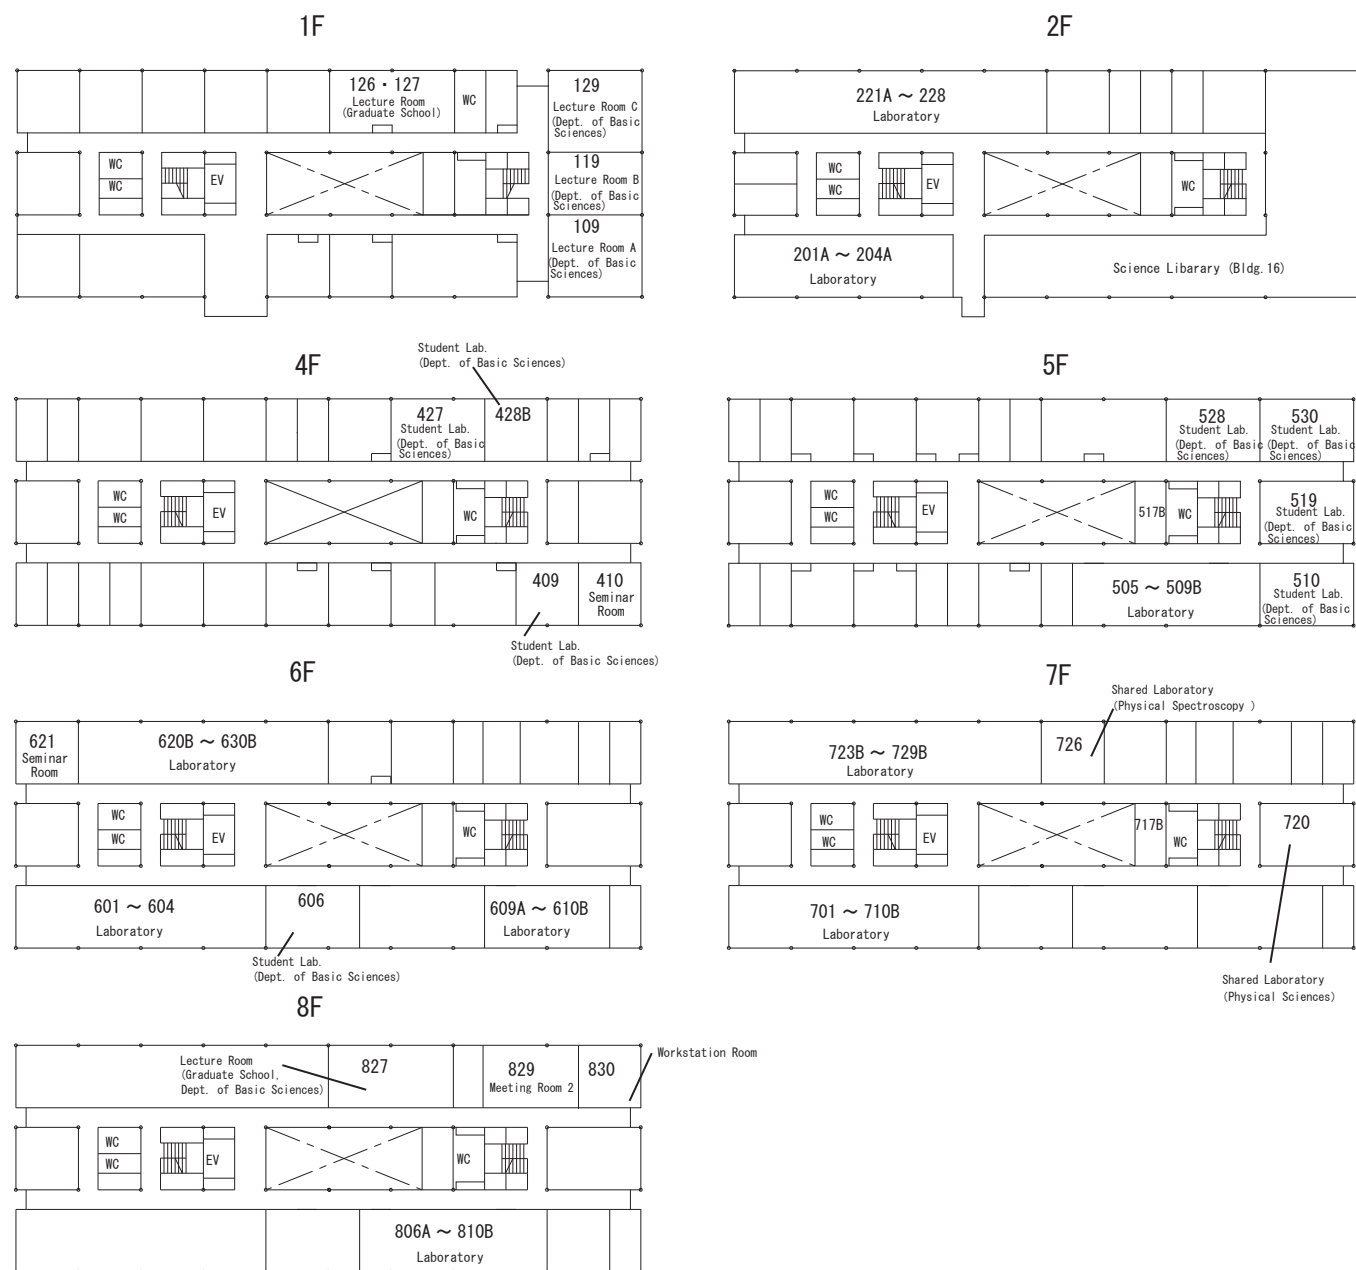 1F
126・127
Lecture Room
(Graduate School)
WC
129
Lecture Room C
(Dept. of Basic
Sciences)
WC
WC
EV
119
Lecture Room B
(Dept. of Basic
Sciences)
109
Lecture Room A
(Dept. of Basic
Sciences)
2F
221A ～ 228
Laboratory
WC
WC
EV
WC
201A ～ 204A
Laboratory
Science Libarary (Bldg.16)
4F
Student Lab.
(Dept. of Basic Sciences)
427
Student Lab.
(Dept. of Basic
Sciences)
428B
WC
WC
EV
WC
409
410
Seminar
Room
Student Lab.
(Dept. of Basic Sciences)
5F
528
Student Lab.
(Dept. of Basic
Sciences)
530
Student Lab.
(Dept. of Basic
Sciences)
WC
WC
EV
517B
WC
519
Student Lab.
(Dept. of Basic
Sciences)
505 ～ 509B
Laboratory
510
Student Lab.
(Dept. of Basic
Sciences)
6F
621
Seminar
Room
620B ～ 630B
Laboratory
WC
WC
EV
WC
601 ～ 604
Laboratory
606
609A ～ 610B
Laboratory
Student Lab.
(Dept. of Basic Sciences)
7F
Shared Laboratory
(Physical Spectroscopy )
723B ～ 729B
Laboratory
726
WC
WC
EV
717B
WC
720
701 ～ 710B
Laboratory
Shared Laboratory
(Physical Sciences)
8F
Lecture Room
(Graduate School,
Dept. of Basic Sciences)
827
829
Meeting Room 2
830
Workstation Room
WC
WC
EV
WC
806A ～ 810B
Laboratory